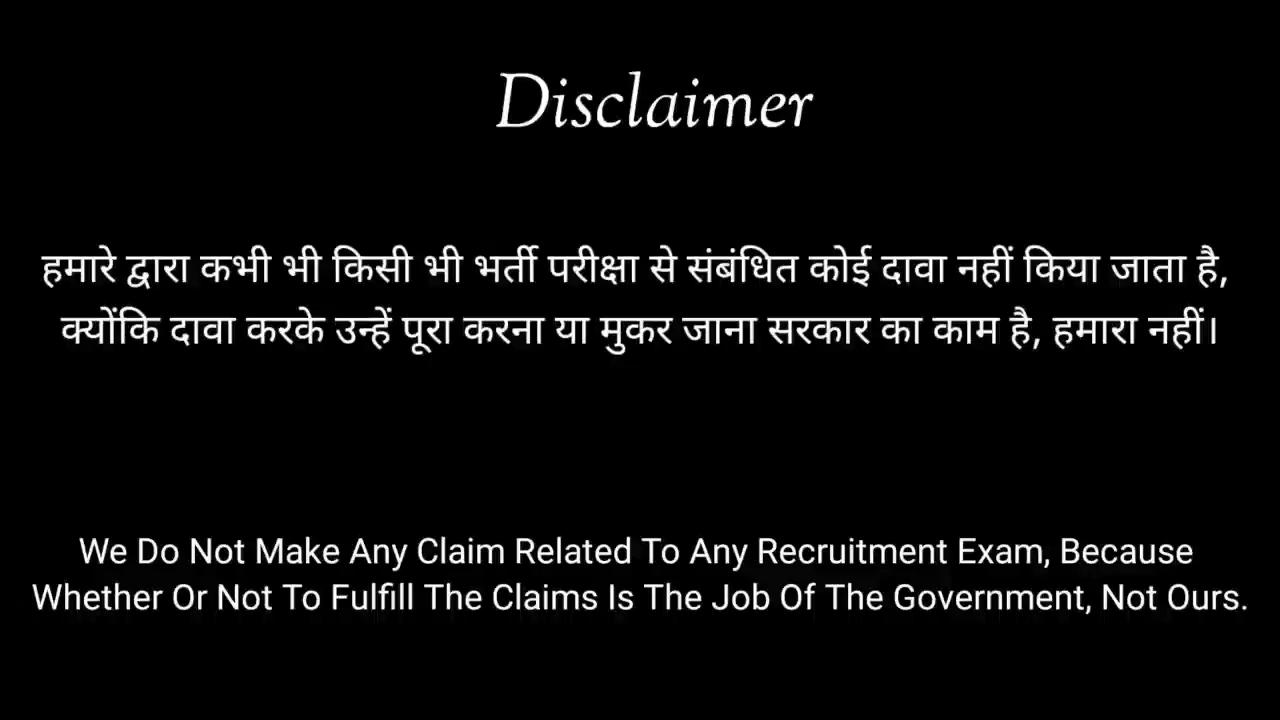 Disclaimer
हमारे द्वारा कभी भी किसी भी भर्ती परीक्षा से संबंधित कोई दावा नहीं किया जाता है,
क्योंकि दावा करके उन्हें पूरा करना या मुकर जाना सरकार का काम है, हमारा नहीं।
We Do Not Make Any Claim Related To Any Recruitment Exam, Because
Whether Or Not To Fulfill The Claims Is The Job Of The Government, Not Ours.